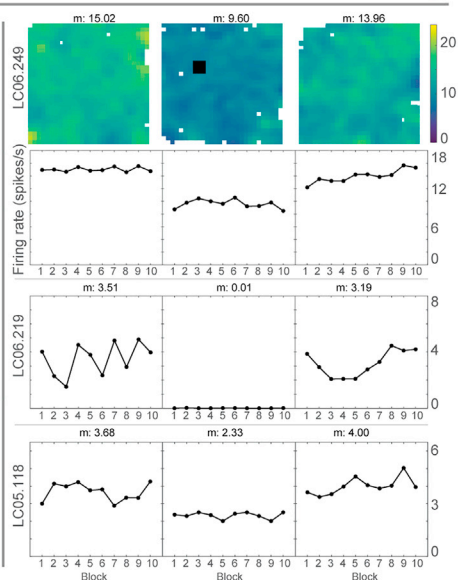 m: 15.02 m: 9.60 m: 13.96
LC06.249
20
10
0
Firing rate (spikes/s)
18
12
6
0
1 2 3 4 5 6 7 8 9 10 1 2 3 4 5 6 7 8 9 10 1 2 3 4 5 6 7 8 9 10
m: 3.51 m: 0.01 m: 3.19
LC06.219
8
4
0
1 2 3 4 5 6 7 8 9 10 1 2 3 4 5 6 7 8 9 10 1 2 3 4 5 6 7 8 9 10
m: 3.68 m: 2.33 m: 4.00
LC05.118
6
3
0
1 2 3 4 5 6 7 8 9 10 1 2 3 4 5 6 7 8 9 10 1 2 3 4 5 6 7 8 9 10
Block Block Block